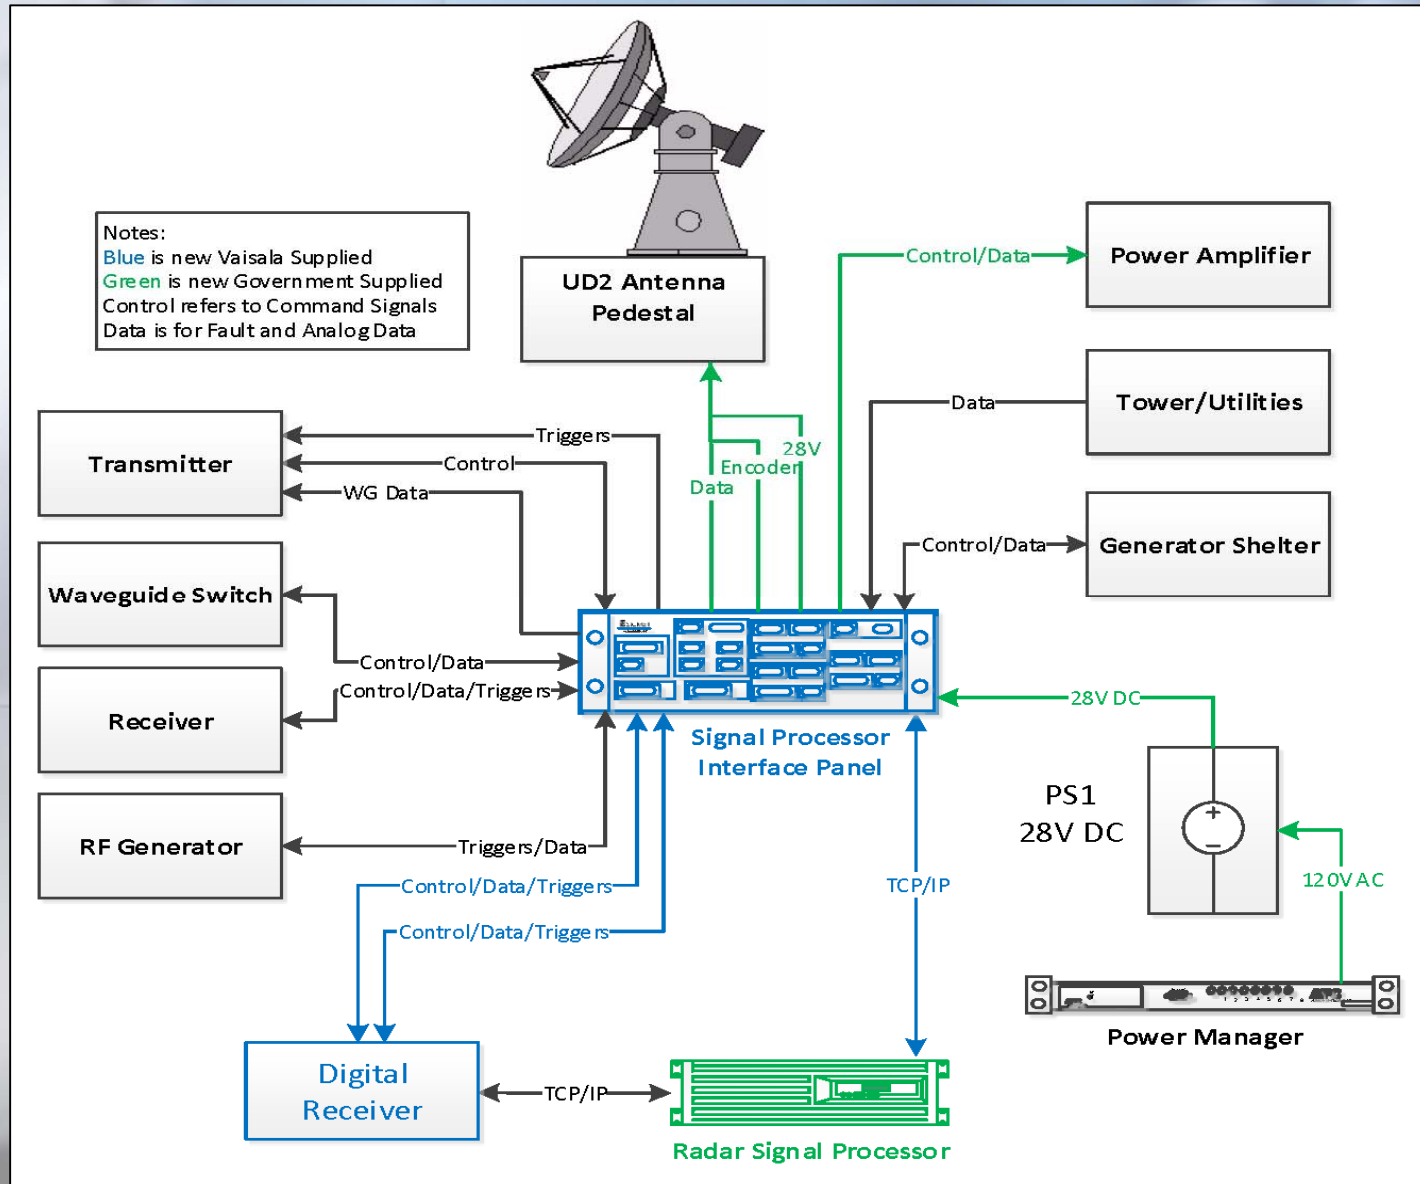 Notes:
Blue is new Vaisala Supplied
Green is new Government Supplied
Control refers to Command Signals
Data is for Fault and Analog Data
UD2 Antenna
Pedestal
Control/Data
Power Amplifier
Data
Tower/Utilities
Control/Data
Generator Shelter
Transmitter
Triggers
Control
WG Data
28V
Encoder
Data
Waveguide Switch
Control/Data
Receiver
Control/Data/Triggers
RF Generator
Triggers/Data
Signal Processor
Interface Panel
28V DC
PS1
28V DC
120V AC
Control/Data/Triggers
Control/Data/Triggers
TCP/IP
Power Manager
Digital
Receiver
TCP/IP
Radar Signal Processor